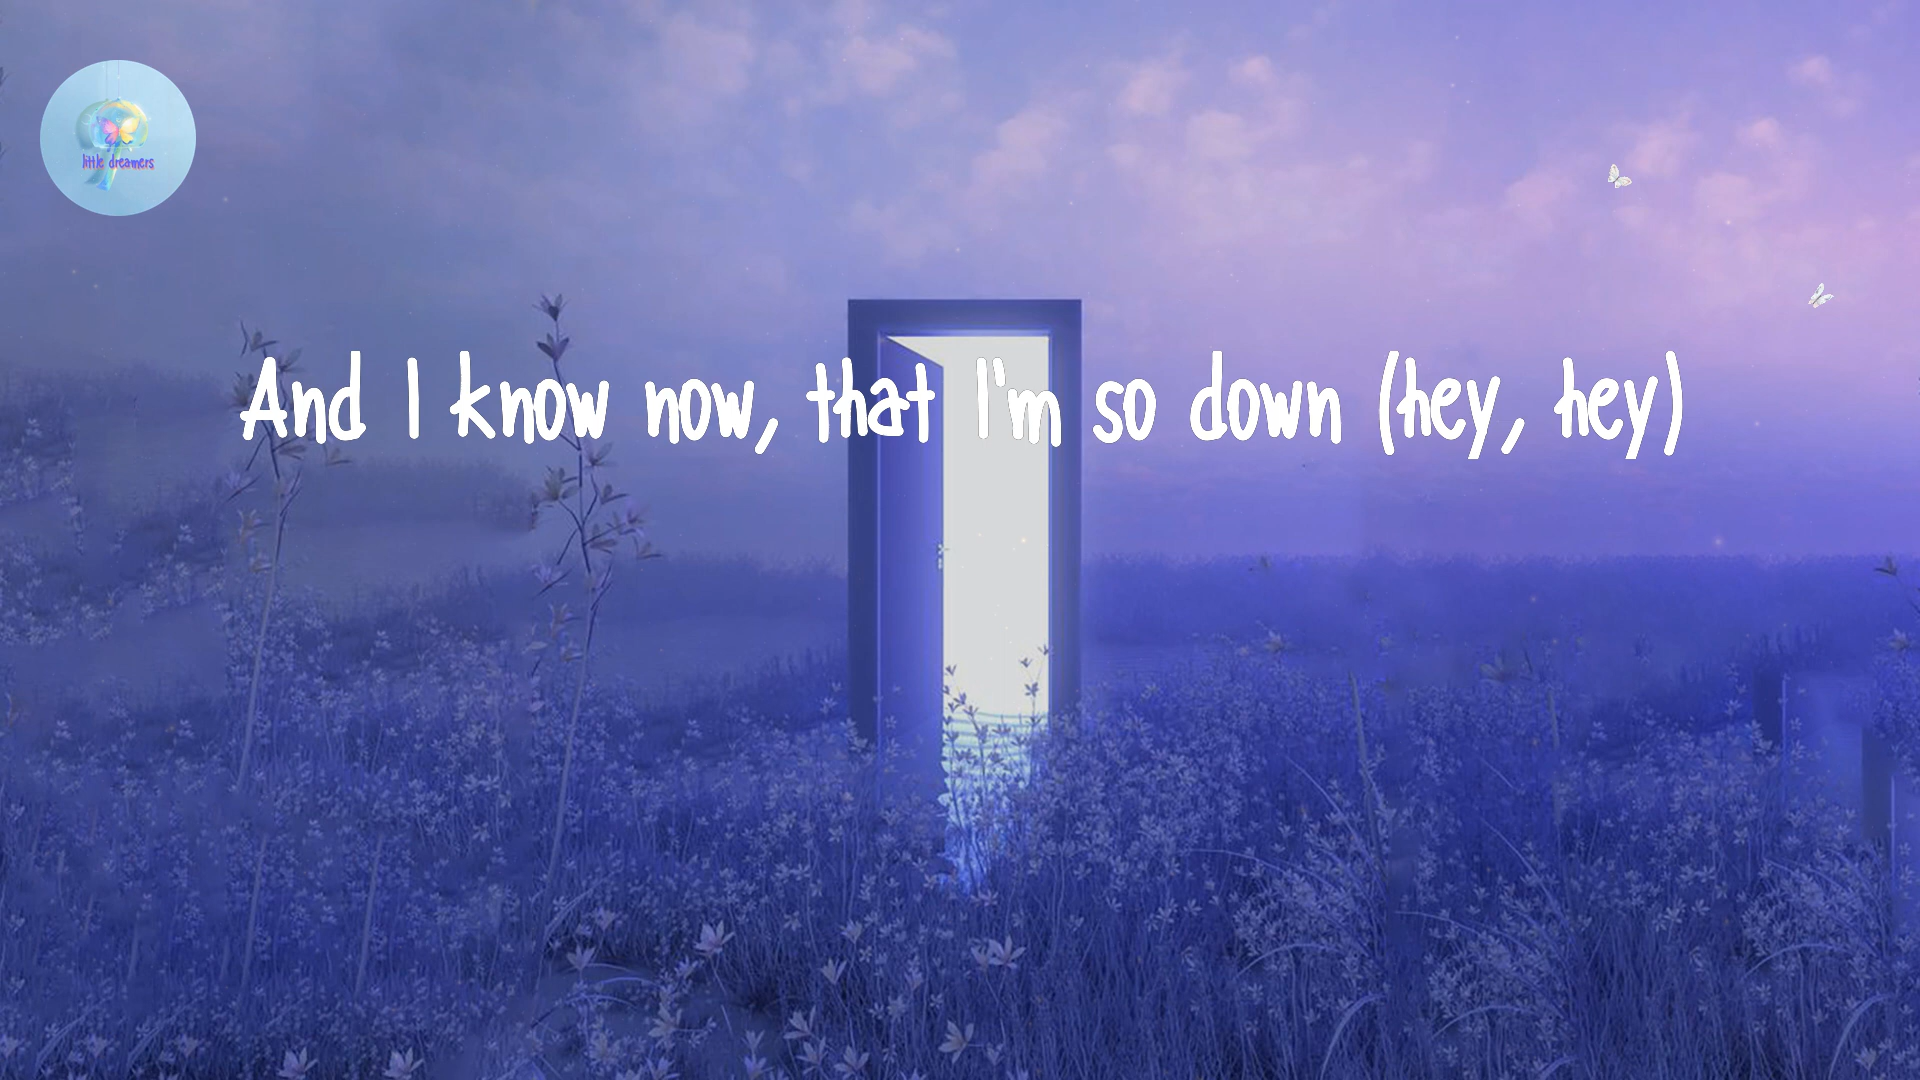 little dreamers
And I know now, that I'm so down (hey, hey)